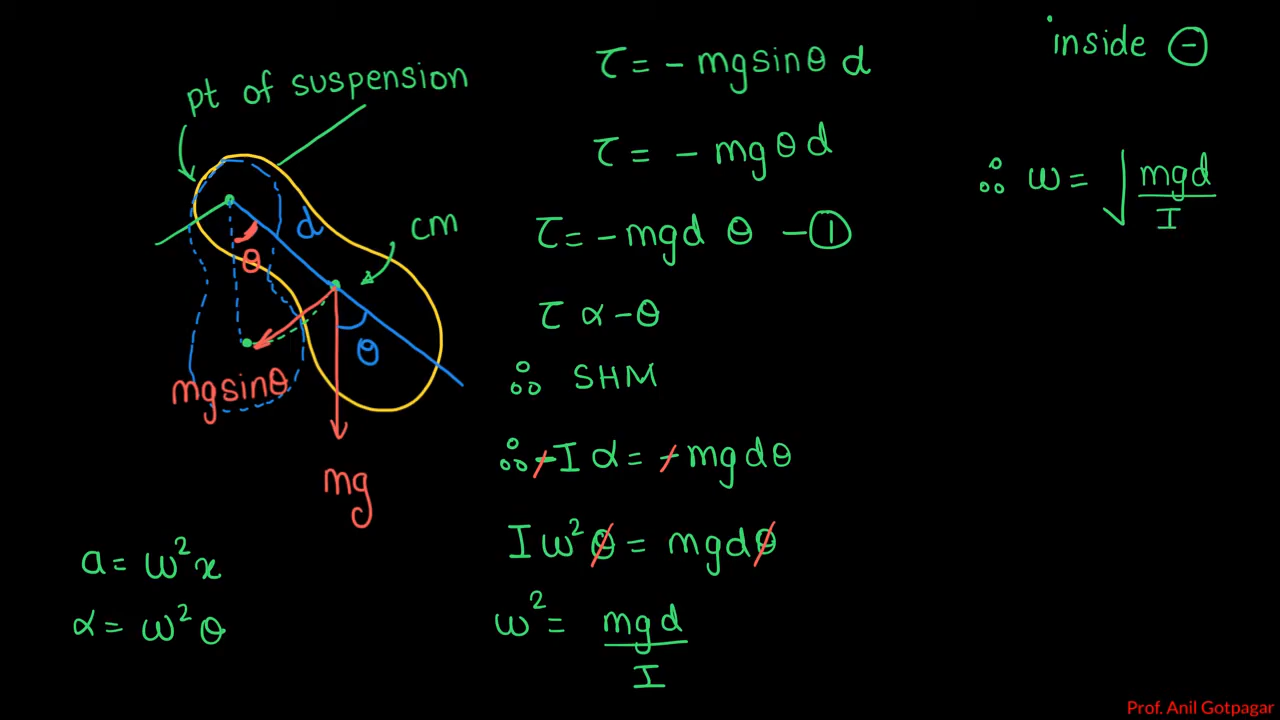 pt of suspension
d
cm
θ
θ
mgsinθ
mg
a = ω²x
α = ω²θ
τ = - mgsinθ d
τ = - mgθd
τ = -mgd θ - ①
τ α -θ
∴ SHM
∴ -I α = -mgdθ
Iω²θ = mgdθ
ω² = mgd
I
inside ⊖
∴ ω = √ mgd
I
Prof. Anil Gotpagar